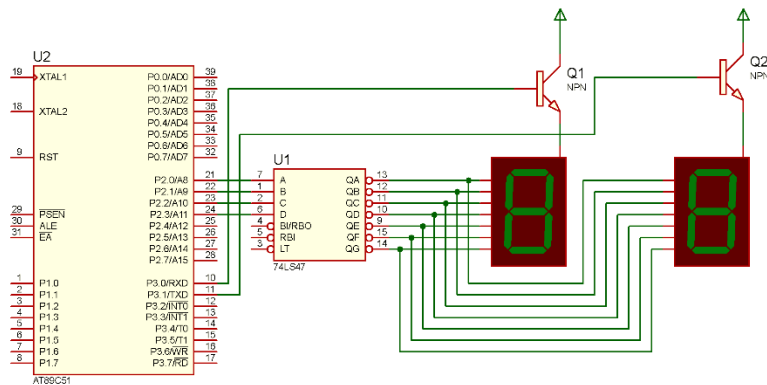 U2
19 XTAL1 P0.0/AD0 39
P0.1/AD1 38
P0.2/AD2 37
18 XTAL2 P0.3/AD3 36
P0.4/AD4 35
P0.5/AD5 34
P0.6/AD6 33
9 RST P0.7/AD7 32
P2.0/A8 21
P2.1/A9 22
P2.2/A10 23
29 PSEN P2.3/A11 24
30 ALE P2.4/A12 25
31 EA P2.5/A13 26
P2.6/A14 27
P2.7/A15 28
1 P1.0 P3.0/RXD 10
2 P1.1 P3.1/TXD 11
3 P1.2 P3.2/INT0 12
4 P1.3 P3.3/INT1 13
5 P1.4 P3.4/T0 14
6 P1.5 P3.5/T1 15
7 P1.6 P3.6/WR 16
8 P1.7 P3.7/RD 17
AT89C51
U1
7 A QA 13
1 B QB 12
2 C QC 11
6 D QD 10
4 BI/RBO QE 9
5 RBI QF 15
3 LT QG 14
74LS47
Q1
NPN
Q2
NPN